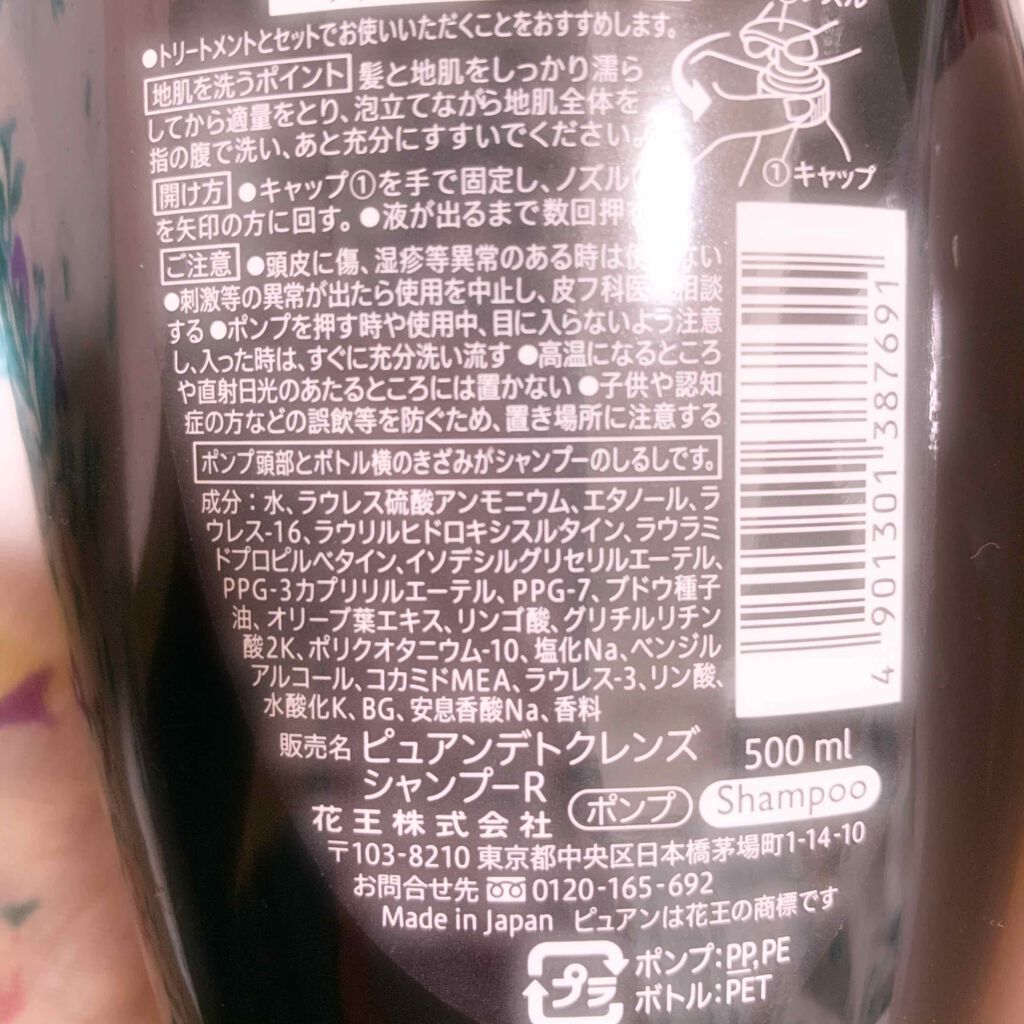 ●トリートメントとセットでお使いいただくことをおすすめします。
地肌を洗うポイント 髪と地肌をしっかり濡ら
してから適量をとり、泡立てながら地肌全体を
指の腹で洗い、あと充分にすすいでください。
①キャップ
開け方 ●キャップ①を手で固定し、ノズル
を矢印の方に回す。●液が出るまで数回押
ご注意 ●頭皮に傷、湿疹等異常のある時は使 ない
●刺激等の異常が出たら使用を中止し、皮フ科医 相談
する ●ポンプを押す時や使用中、目に入らないよう注意
し、入った時は、すぐに充分洗い流す ●高温になるところ
や直射日光のあたるところには置かない ●子供や認知
症の方などの誤飲等を防ぐため、置き場所に注意する
ポンプ頭部とボトル横のきざみがシャンプーのしるしです。
成分：水、ラウレス硫酸アンモニウム、エタノール、ラ
ウレス-16、ラウリルヒドロキシスルタイン、ラウラミ
ドプロピルベタイン、イソデシルグリセリルエーテル、
PPG-3カプリリルエーテル、PPG-7、ブドウ種子
油、オリーブ葉エキス、リンゴ酸、グリチルリチン
酸2K、ポリクオタニウム-10、塩化Na、ベンジル
アルコール、コカミドMEA、ラウレス-3、リン酸、
水酸化K、BG、安息香酸Na、香料
4 901301 387691
販売名 ピュアンデトクレンズ
シャンプーR
500 ml
ポンプ Shampoo
花王株式会社
〒103-8210 東京都中央区日本橋茅場町1-14-10
お問合せ先 0120-165-692
Made in Japan ピュアンは花王の商標です
プラ
ポンプ：PP,PE
ボトル：PET